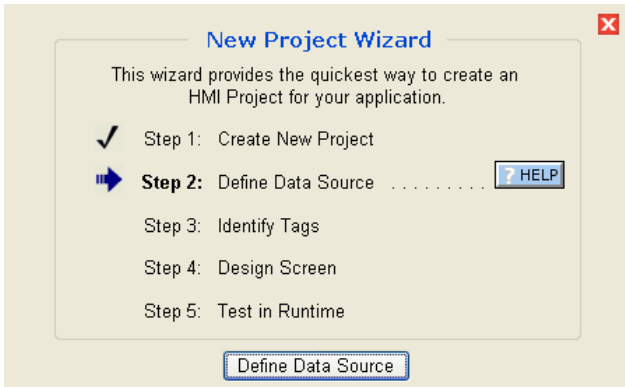 New Project Wizard
This wizard provides the quickest way to create an
HMI Project for your application.
Step 1: Create New Project
Step 2: Define Data Source . . . . . . . . . ? HELP
Step 3: Identify Tags
Step 4: Design Screen
Step 5: Test in Runtime
Define Data Source